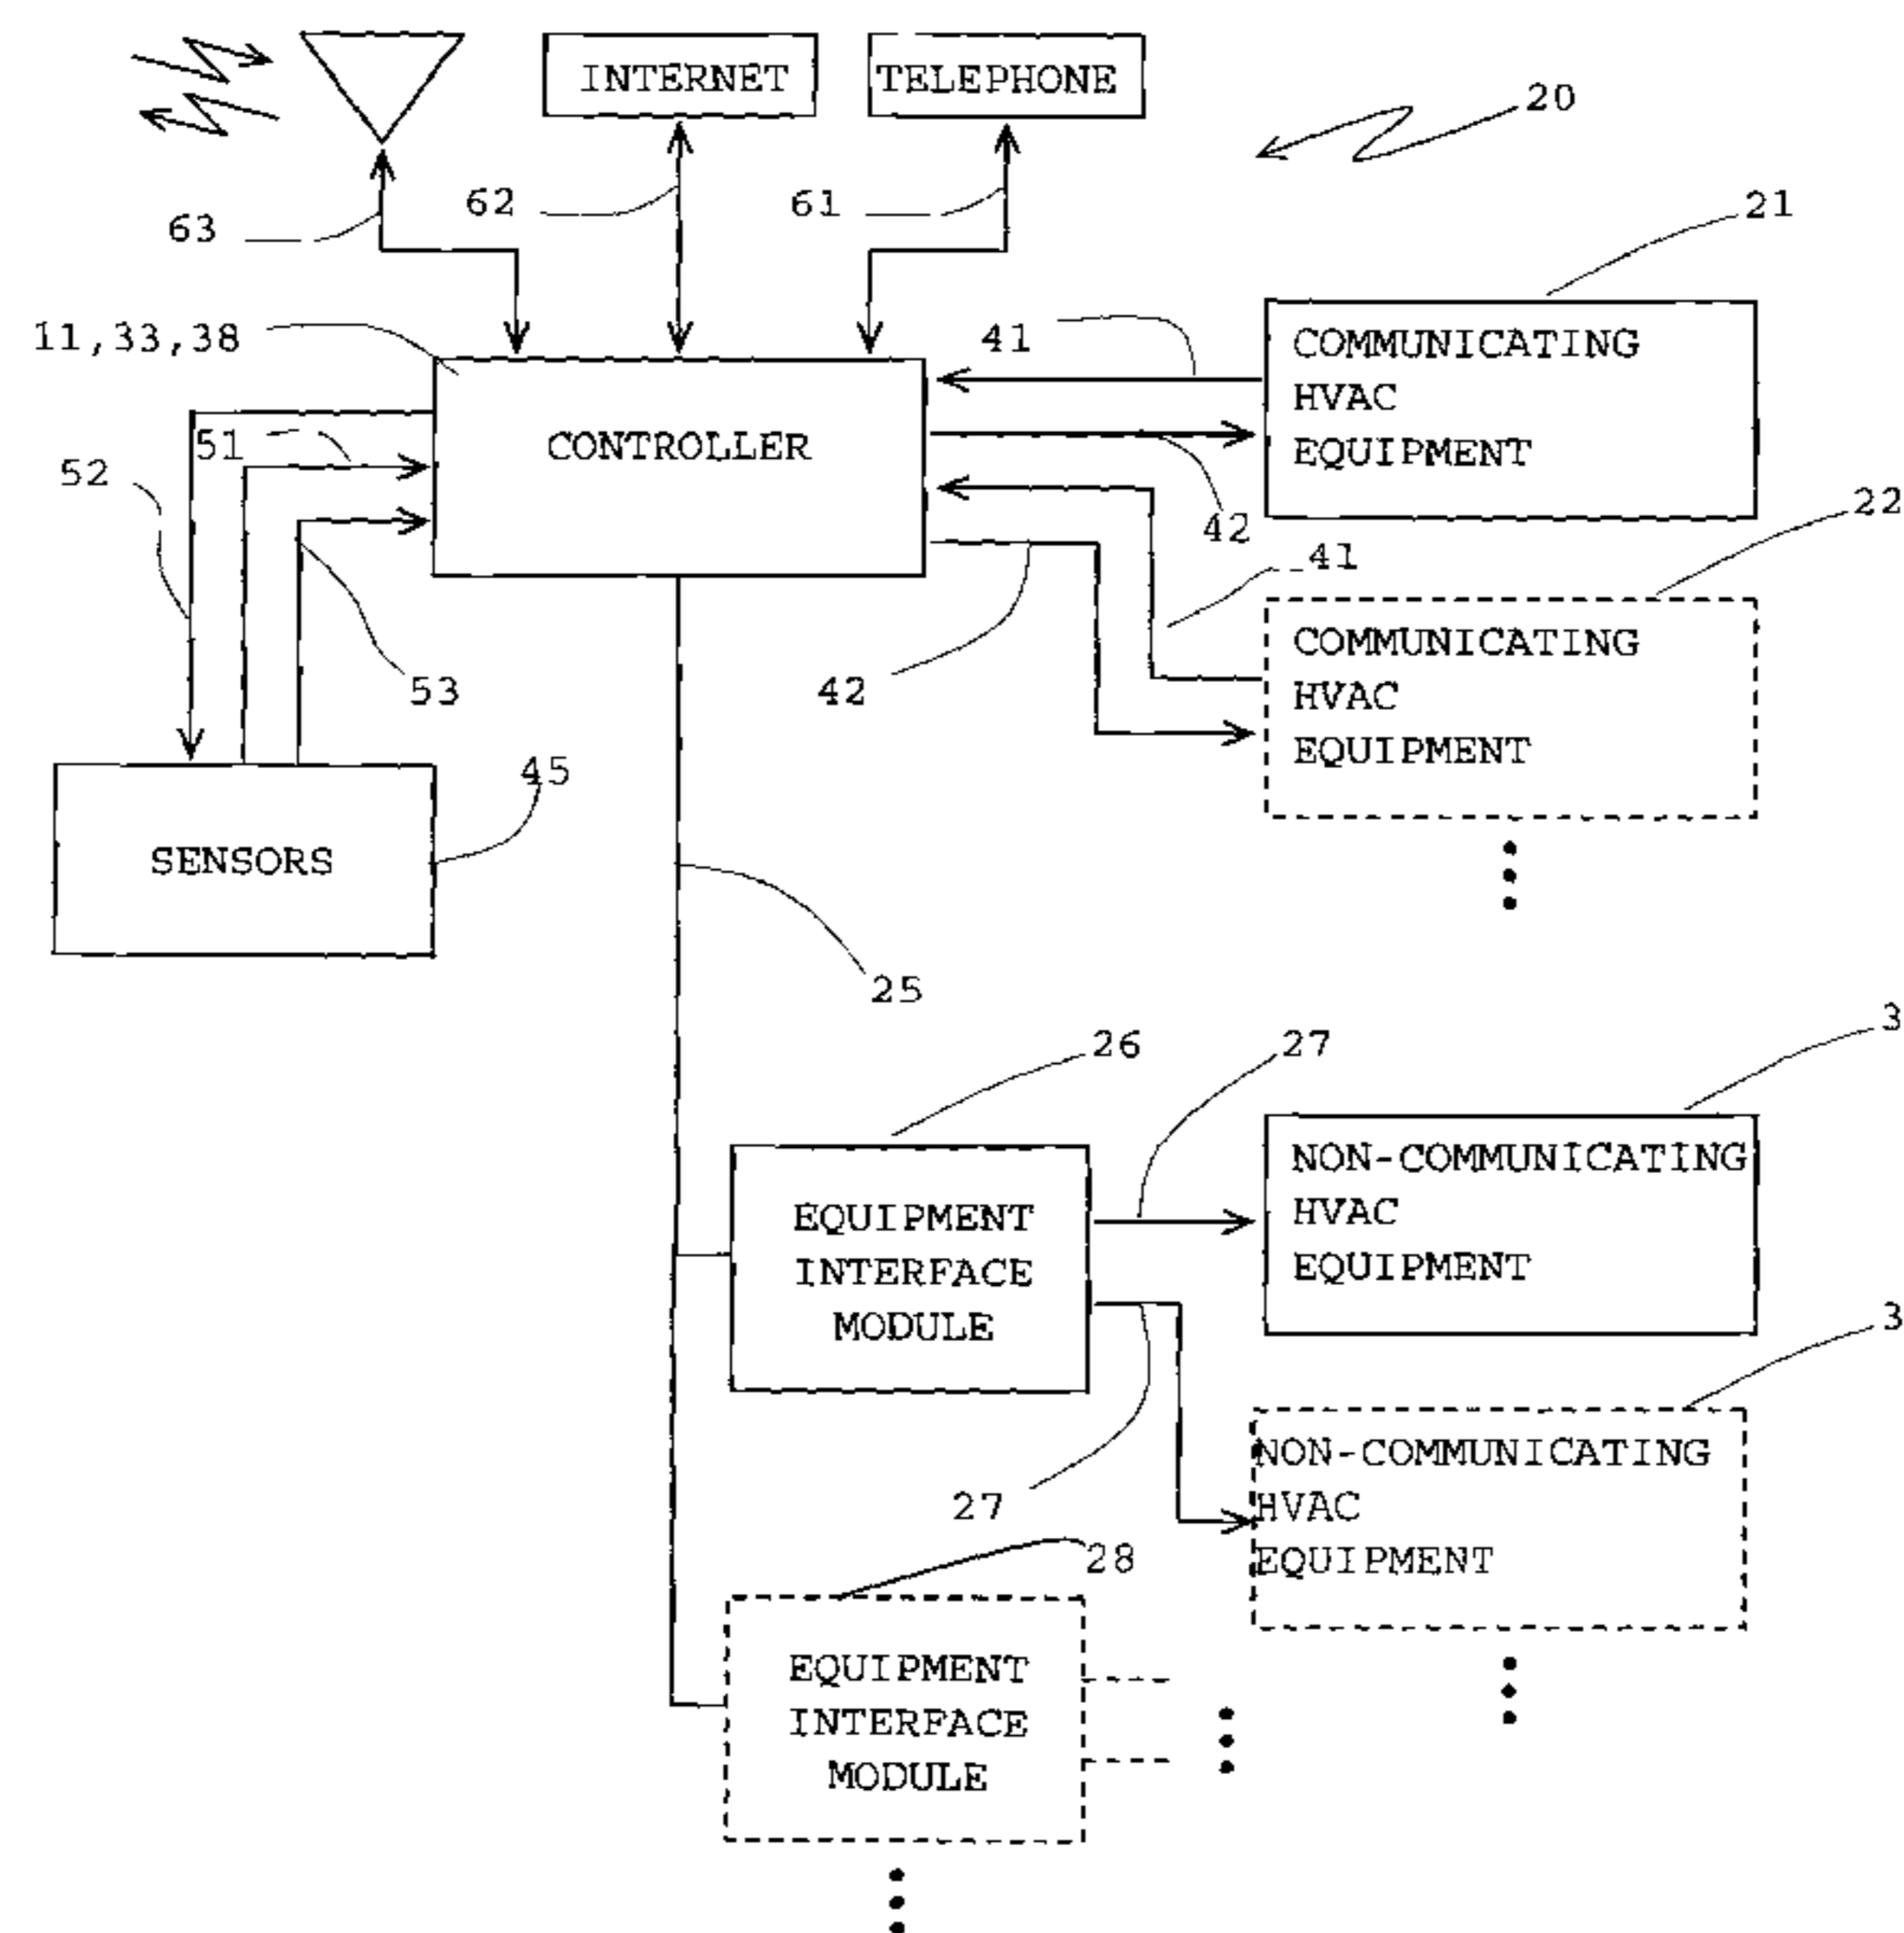 INTERNET
TELEPHONE
20
62
61
63
21
11,33,38
41
COMMUNICATING
HVAC
EQUIPMENT
51
CONTROLLER
52
42
22
41
COMMUNICATING
HVAC
EQUIPMENT
53
42
45
SENSORS
25
3
26
27
NON-COMMUNICATING
HVAC
EQUIPMENT
EQUIPMENT
INTERFACE
MODULE
3
NON-COMMUNICATING
HVAC
EQUIPMENT
27
28
EQUIPMENT
INTERFACE
MODULE